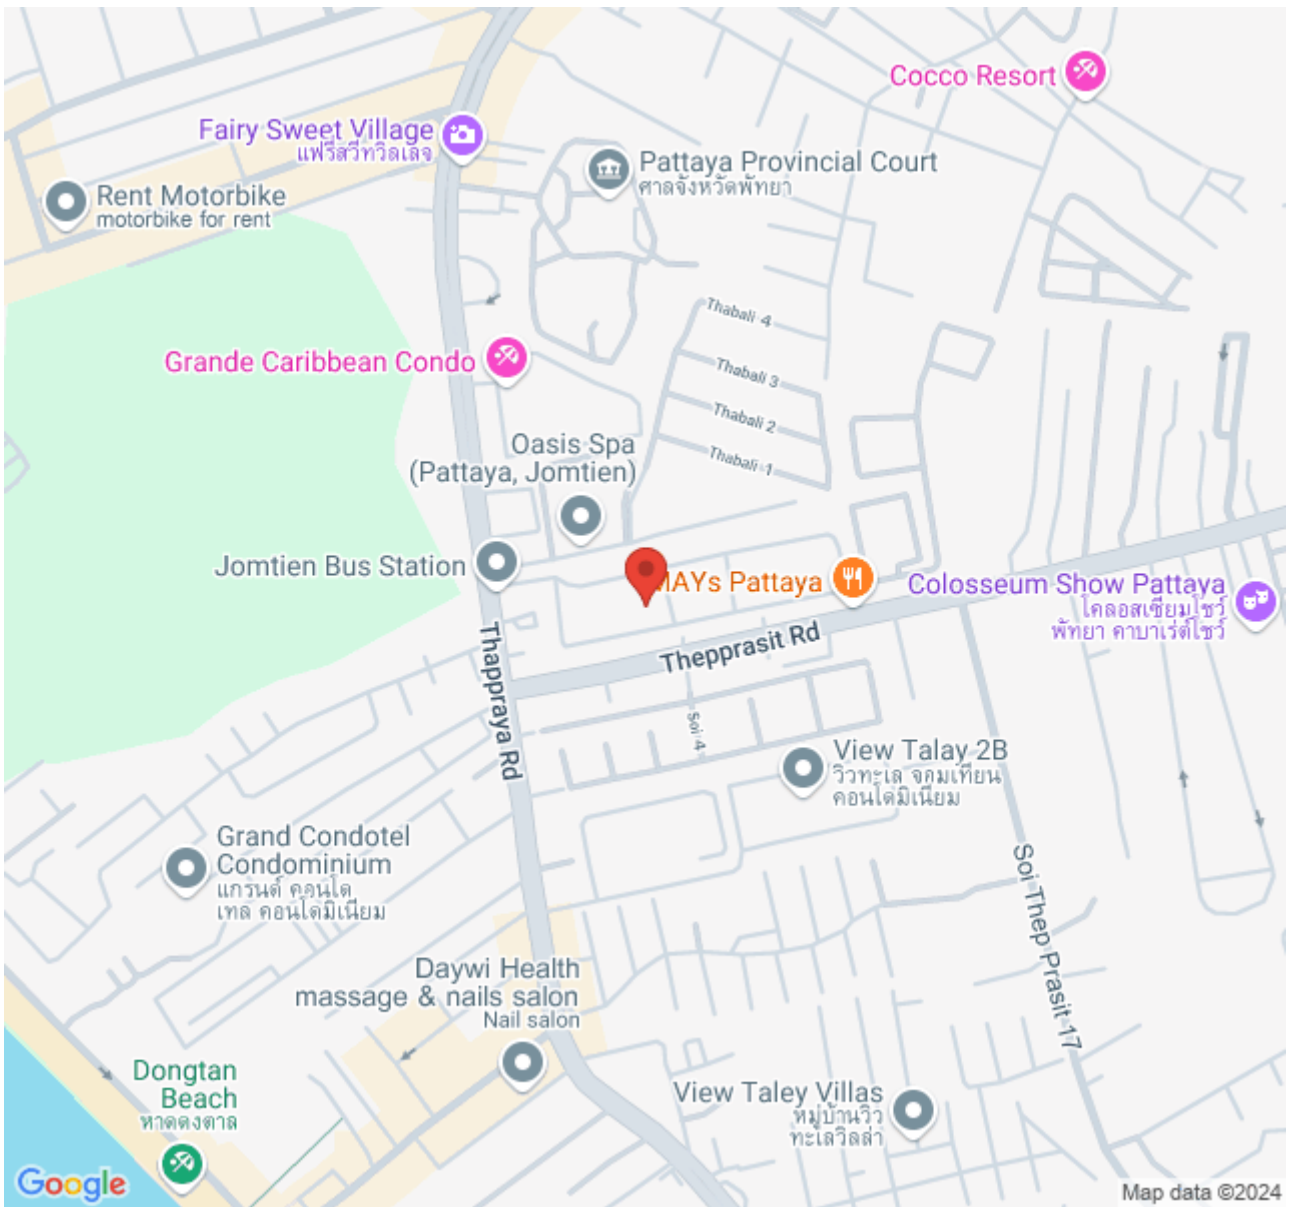 Cocco Resort
Fairy Sweet Village
แฟรี่สวีทวิลเลจ
Pattaya Provincial Court
ศาลจังหวัดพัทยา
Rent Motorbike
motorbike for rent
Thabali 4
Grande Caribbean Condo
Thabali 3
Thabali 2
Oasis Spa
(Pattaya, Jomtien)
Thabali 1
Jomtien Bus Station
MAYs Pattaya
Colosseum Show Pattaya
โคลอสเซียมโชว์
พัทยา คาบาเร่ต์โชว์
Thepprasit Rd
Thappraya Rd
Soi 4
View Talay 2B
วิวทะเล จอมเทียน
คอนโดมิเนียม
Grand Condotel
Condominium
แกรนด์ คอนโด
เทล คอนโดมิเนียม
Soi Thep Prasit 17
Daywi Health
massage & nails salon
Nail salon
Dongtan
Beach
หาดดงตาล
View Taley Villas
หมู่บ้านวิว
ทะเลวิลล่า
Google
Map data ©2024